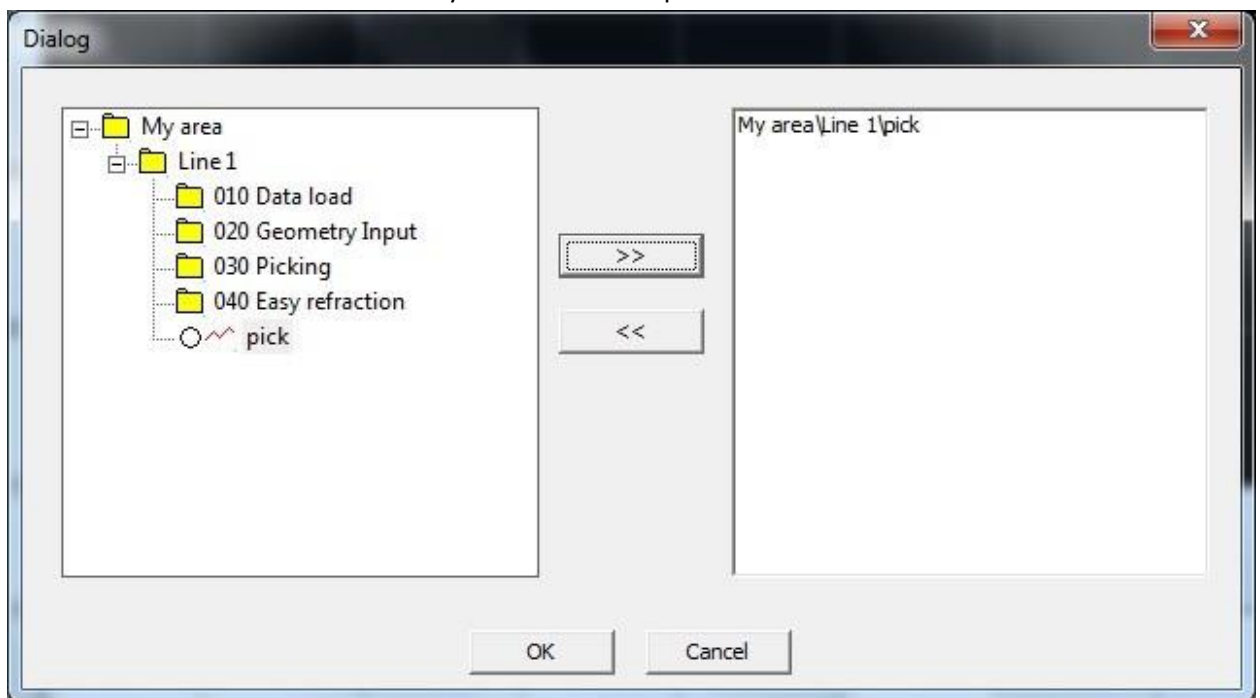 Dialog
My area
Line 1
010 Data load
020 Geometry Input
030 Picking
040 Easy refraction
pick
>>
<<
My area\Line 1\pick
OK
Cancel